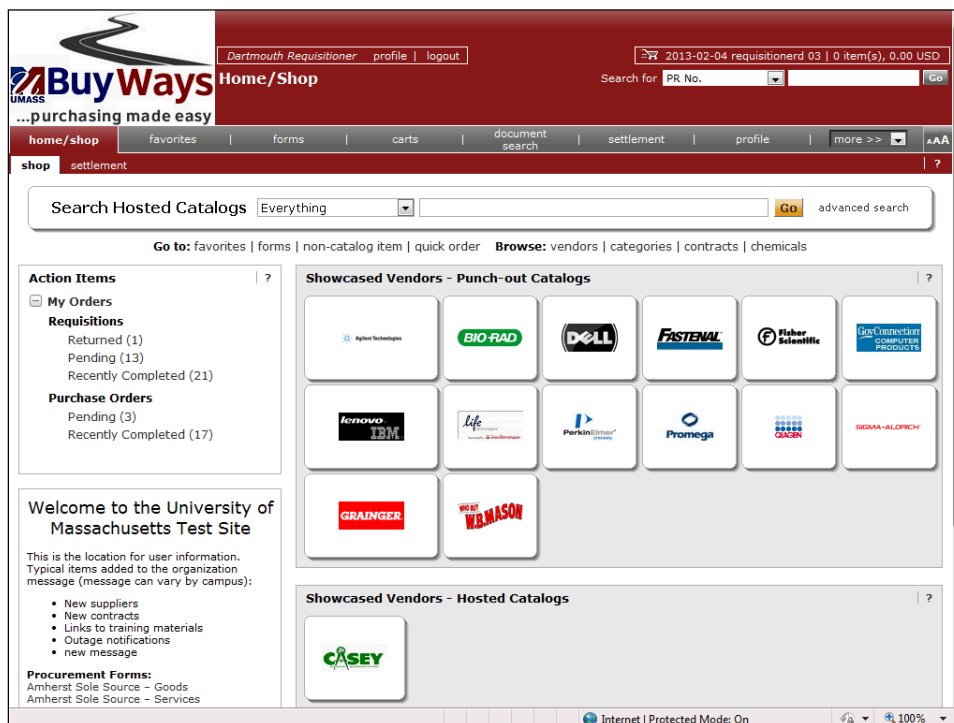 UMASS
BuyWays
...purchasing made easy
Dartmouth Requisitioner profile | logout
2013-02-04 requisitionerd 03 | 0 item(s), 0.00 USD
Home/Shop
Search for PR No. Go
home/shop favorites | forms | carts | document search | settlement | profile | more >> AAA
shop settlement | ?
Search Hosted Catalogs Everything Go advanced search
Go to: favorites | forms | non-catalog item | quick order Browse: vendors | categories | contracts | chemicals
Action Items | ?
My Orders
Requisitions
Returned (1)
Pending (13)
Recently Completed (21)
Purchase Orders
Pending (3)
Recently Completed (17)
Welcome to the University of
Massachusetts Test Site
This is the location for user information.
Typical items added to the organization
message (message can vary by campus):
• New suppliers
• New contracts
• Links to training materials
• Outage notifications
• new message
Procurement Forms:
Amherst Sole Source – Goods
Amherst Sole Source – Services
Showcased Vendors - Punch-out Catalogs | ?
Agilent Technologies
BIO-RAD
DELL
FASTENAL
Fisher
Scientific
GovConnection
COMPUTER
PRODUCTS
lenovo
IBM
life
PerkinElmer
precisely
Promega
QIAGEN
SIGMA-ALDRICH
GRAINGER
WHO BUT
W.B. MASON
Showcased Vendors - Hosted Catalogs | ?
CASEY
Internet | Protected Mode: On 100%